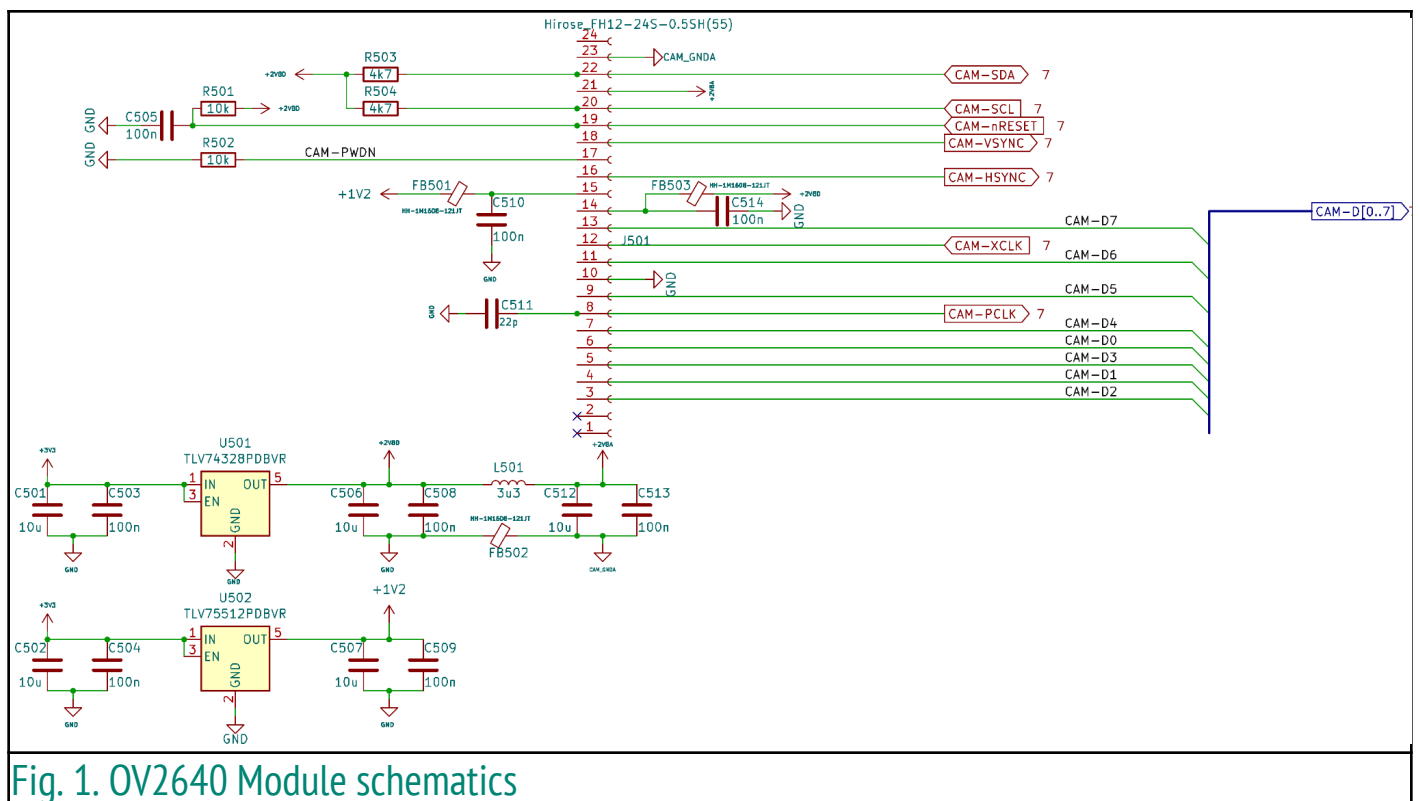 Hirose_FH12-24S-0.5SH(55)
24
23
CAM_GNDA
R503
+2V8D
4k7
22
CAM-SDA
7
21
+2V8A
R501
10k
+2V8D
R504
4k7
20
CAM-SCL
7
GND
C505
100n
19
CAM-nRESET
7
18
CAM-VSYNC
7
GND
R502
10k
CAM-PWDN
17
16
CAM-HSYNC
7
+1V2
FB501
HH-1M1608-121JT
15
FB503
HH-1M1608-121JT
+2V8D
C510
100n
GND
14
C514
100n
GND
13
CAM-D7
CAM-D[0..7]
12
J501
CAM-XCLK
7
11
CAM-D6
10
GND
9
CAM-D5
GND
C511
22p
8
CAM-PCLK
7
7
CAM-D4
6
CAM-D0
5
CAM-D3
4
CAM-D1
3
CAM-D2
2
1
+3V3
U501
TLV74328PDBVR
+2V8D
L501
3u3
+2V8A
C501
10u
C503
100n
1
IN
OUT
5
3
EN
GND
2
C506
10u
C508
100n
C512
10u
C513
100n
HH-1M1608-121JT
FB502
GND
GND
GND
CAM_GNDA
+3V3
U502
TLV75512PDBVR
+1V2
C502
10u
C504
100n
1
IN
OUT
5
3
EN
GND
2
C507
10u
C509
100n
GND
GND
GND
Fig. 1. OV2640 Module schematics